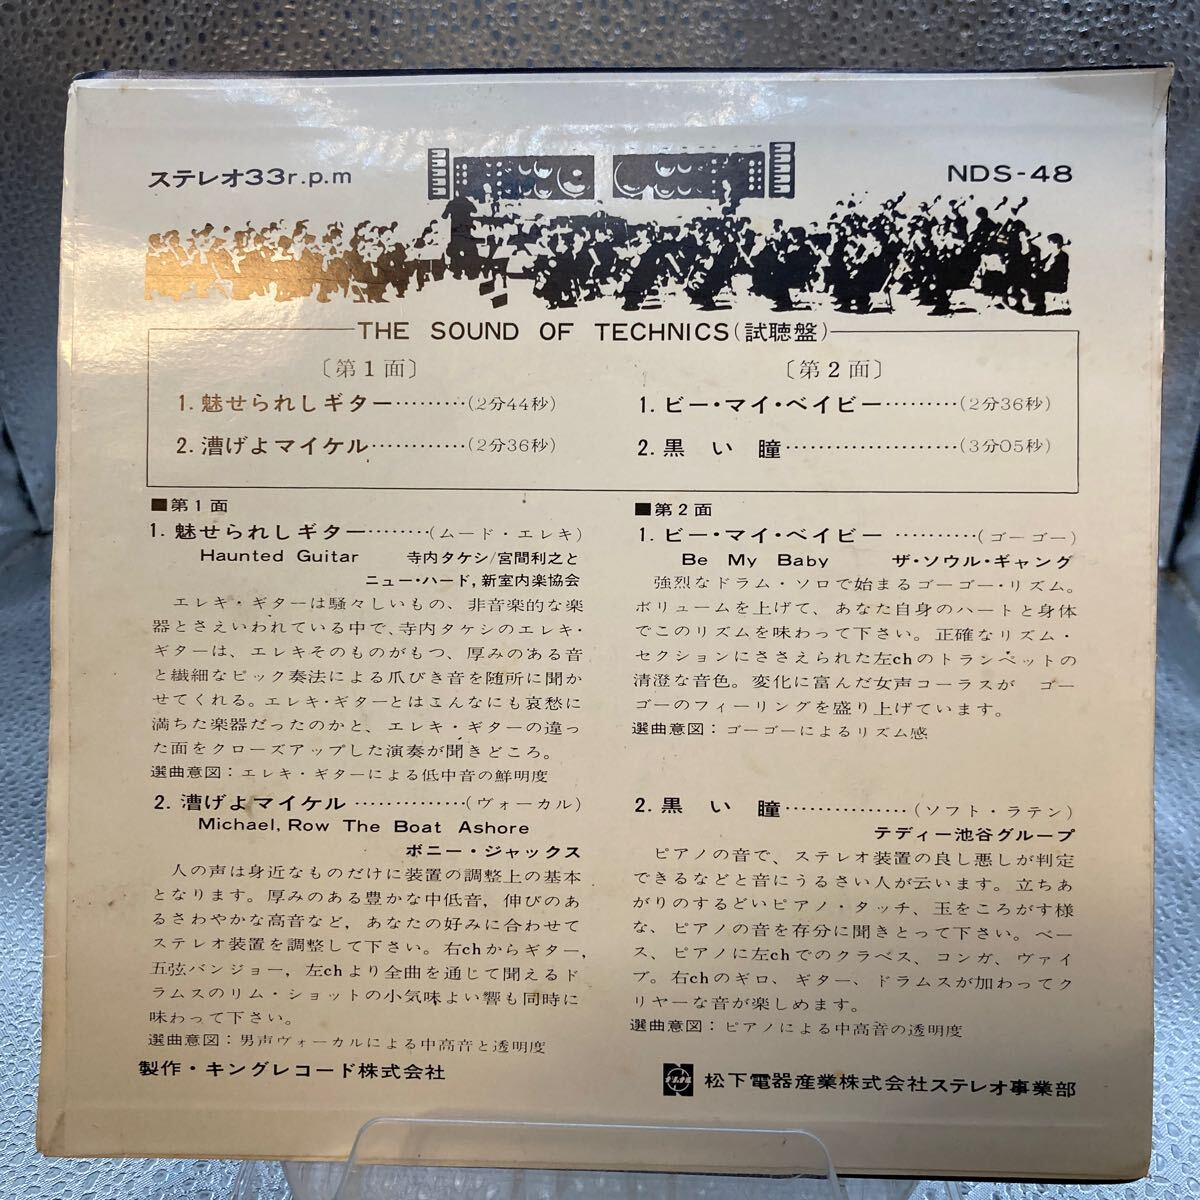 ステレオ33r.p.m
NDS-48
THE SOUND OF TECHNICS(試聴盤)
〔第1面〕
1. 魅せられしギター………(2分44秒)
2. 漕げよマイケル…………(2分36秒)
〔第2面〕
1. ビー・マイ・ベイビー………(2分36秒)
2. 黒い瞳…………………(3分05秒)
■第1面
1. 魅せられしギター………(ムード・エレキ)
Haunted Guitar 寺内タケシ/宮間利之と
ニュー・ハード,新室内楽協会
エレキ・ギターは騒々しいもの、非音楽的な楽
器とさえいわれている中で、寺内タケシのエレキ・
ギターは、エレキそのものがもつ、厚みのある音
と繊細なピック奏法による爪びき音を随所に聞か
せてくれる。エレキ・ギターとはこんなにも哀愁に
満ちた楽器だったのかと、エレキ・ギターの違っ
た面をクローズアップした演奏が聞きどころ。
選曲意図：エレキ・ギターによる低中音の鮮明度
2. 漕げよマイケル……………(ヴォーカル)
Michael, Row The Boat Ashore
ボニー・ジャックス
人の声は身近なものだけに装置の調整上の基本
となります。厚みのある豊かな中低音，伸びのあ
るさわやかな高音など，あなたの好みに合わせて
ステレオ装置を調整して下さい。右chからギター，
五弦バンジョー，左chより全曲を通じて聞えるド
ラムスのリム・ショットの小気味よい響も同時に
味わって下さい。
選曲意図：男声ヴォーカルによる中高音と透明度
■第2面
1. ビー・マイ・ベイビー…………(ゴーゴー)
Be My Baby ザ・ソウル・ギャング
強烈なドラム・ソロで始まるゴーゴー・リズム。
ボリュームを上げて、あなた自身のハートと身体
でこのリズムを味わって下さい。正確なリズム・
セクションにささえられた左chのトランペットの
清澄な音色。変化に富んだ女声コーラスが ゴー
ゴーのフィーリングを盛り上げています。
選曲意図：ゴーゴーによるリズム感
2. 黒い瞳……………(ソフト・ラテン)
テディー池谷グループ
ピアノの音で、ステレオ装置の良し悪しが判定
できるなどと音にうるさい人が云います。立ちあ
がりのするどいピアノ・タッチ、玉をころがす様
な、ピアノの音を存分に聞きとって下さい。ベー
ス、ピアノに左chでのクラベス、コンガ、ヴァイ
ブ。右chのギロ、ギター、ドラムスが加わってク
リヤーな音が楽しめます。
選曲意図：ピアノによる中高音の透明度
製作・キングレコード株式会社
ナショナル
松下電器産業株式会社ステレオ事業部